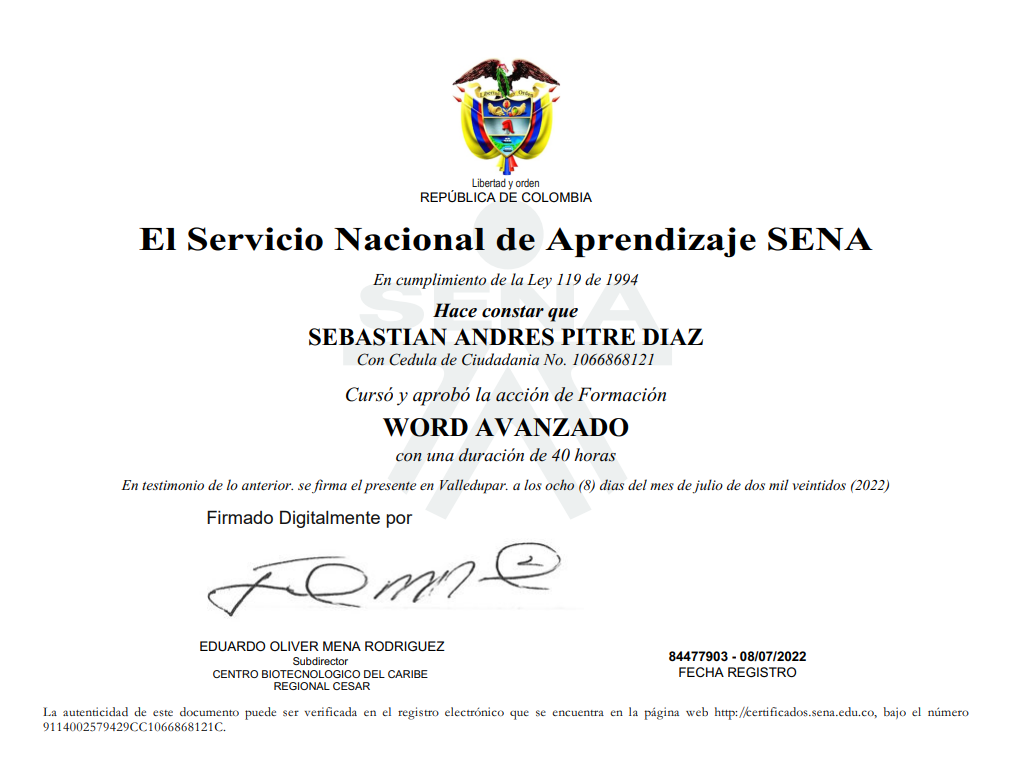 Libertad y Orden
Libertad y orden
REPÚBLICA DE COLOMBIA
El Servicio Nacional de Aprendizaje SENA
En cumplimiento de la Ley 119 de 1994
SENA
Hace constar que
SEBASTIAN ANDRES PITRE DIAZ
Con Cedula de Ciudadania No. 1066868121
Cursó y aprobó la acción de Formación
WORD AVANZADO
con una duración de 40 horas
En testimonio de lo anterior. se firma el presente en Valledupar. a los ocho (8) dias del mes de julio de dos mil veintidos (2022)
Firmado Digitalmente por
EDUARDO OLIVER MENA RODRIGUEZ
Subdirector
CENTRO BIOTECNOLOGICO DEL CARIBE
REGIONAL CESAR
84477903 - 08/07/2022
FECHA REGISTRO
La autenticidad de este documento puede ser verificada en el registro electrónico que se encuentra en la página web http://certificados.sena.edu.co, bajo el número
9114002579429CC1066868121C.